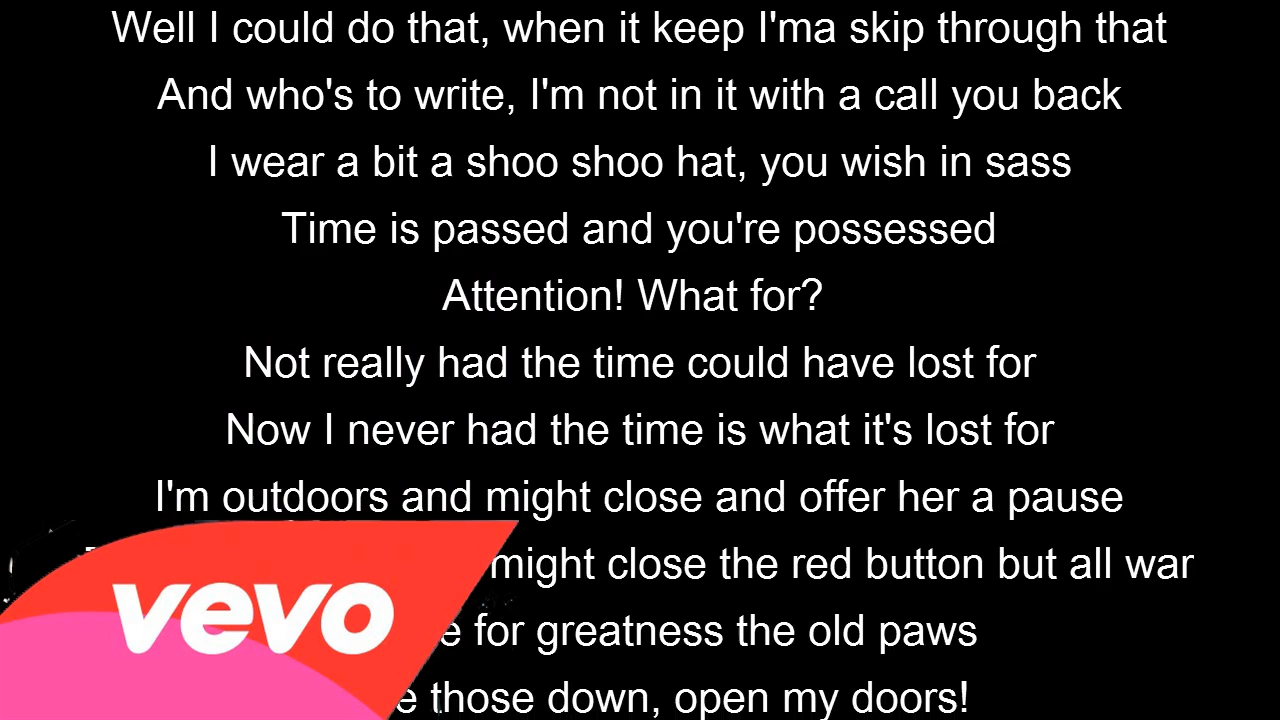 Well I could do that, when it keep I'ma skip through that
And who's to write, I'm not in it with a call you back
I wear a bit a shoo shoo hat, you wish in sass
Time is passed and you're possessed
Attention! What for?
Not really had the time could have lost for
Now I never had the time is what it's lost for
I'm outdoors and might close and offer her a pause
might close the red button but all war
for greatness the old paws
those down, open my doors!
vevo